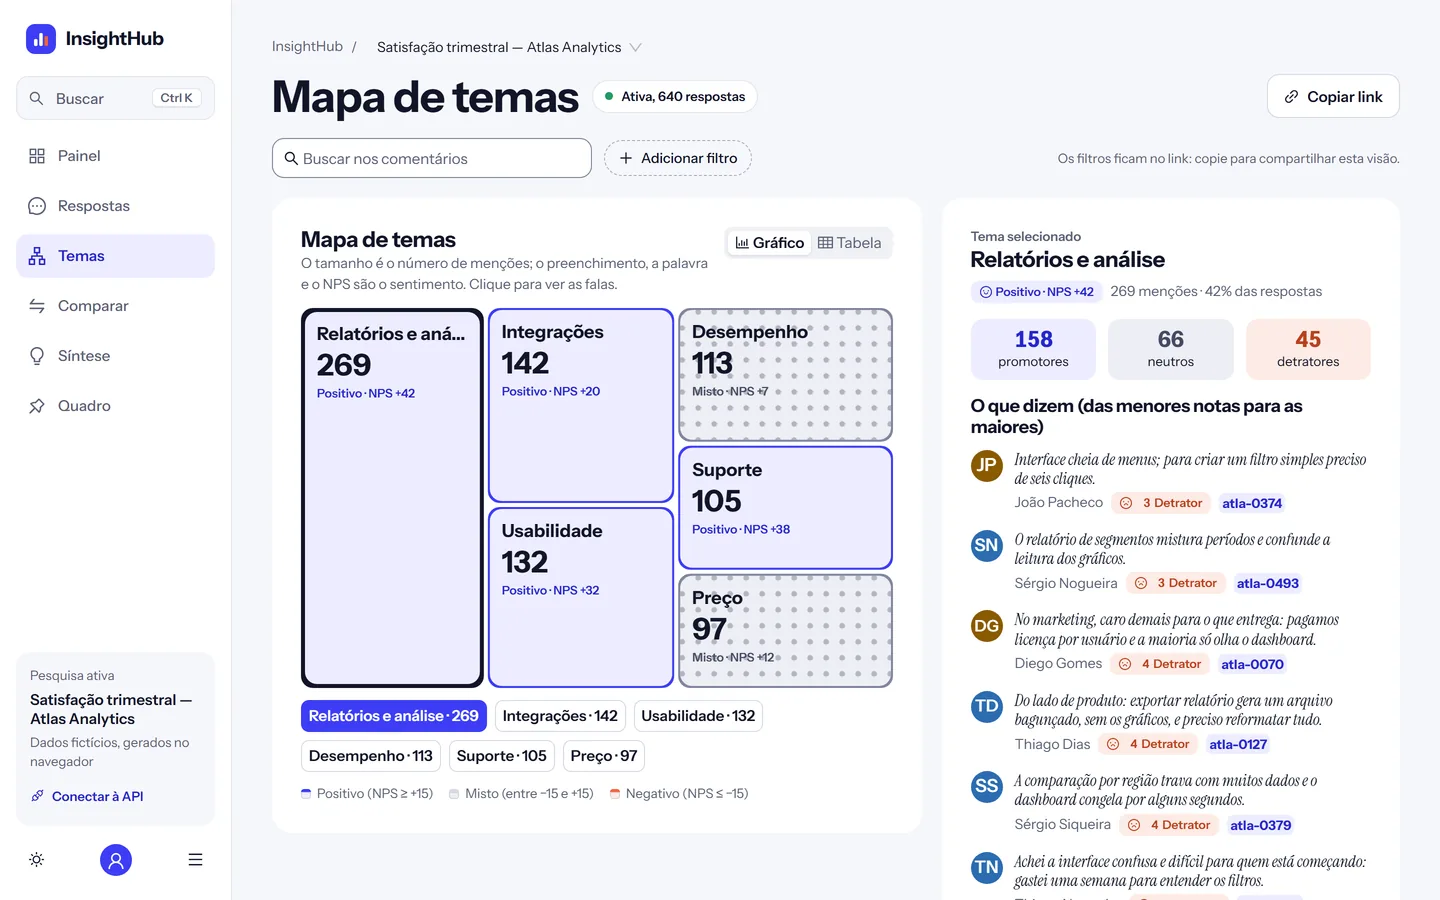 InsightHub
Buscar
Ctrl K
Painel
Respostas
Temas
Comparar
Síntese
Quadro
Pesquisa ativa
Satisfação trimestral —
Atlas Analytics
Dados fictícios, gerados no
navegador
Conectar à API
InsightHub / Satisfação trimestral — Atlas Analytics
Mapa de temas
Ativa, 640 respostas
Copiar link
Buscar nos comentários
Adicionar filtro
Os filtros ficam no link: copie para compartilhar esta visão.
Mapa de temas
O tamanho é o número de menções; o preenchimento, a palavra
e o NPS são o sentimento. Clique para ver as falas.
Gráfico
Tabela
Relatórios e aná...
269
Positivo · NPS +42
Integrações
142
Positivo · NPS +20
Usabilidade
132
Positivo · NPS +32
Desempenho
113
Misto · NPS +7
Suporte
105
Positivo · NPS +38
Preço
97
Misto · NPS +12
Relatórios e análise · 269
Integrações · 142
Usabilidade · 132
Desempenho · 113
Suporte · 105
Preço · 97
Positivo (NPS ≥ +15)
Misto (entre −15 e +15)
Negativo (NPS ≤ −15)
Tema selecionado
Relatórios e análise
Positivo · NPS +42
269 menções · 42% das respostas
158
promotores
66
neutros
45
detratores
O que dizem (das menores notas para as
maiores)
JP
Interface cheia de menus; para criar um filtro simples preciso
de seis cliques.
João Pacheco
3 Detrator
atla-0374
SN
O relatório de segmentos mistura períodos e confunde a
leitura dos gráficos.
Sérgio Nogueira
3 Detrator
atla-0493
DG
No marketing, caro demais para o que entrega: pagamos
licença por usuário e a maioria só olha o dashboard.
Diego Gomes
4 Detrator
atla-0070
TD
Do lado de produto: exportar relatório gera um arquivo
bagunçado, sem os gráficos, e preciso reformatar tudo.
Thiago Dias
4 Detrator
atla-0127
SS
A comparação por região trava com muitos dados e o
dashboard congela por alguns segundos.
Sérgio Siqueira
4 Detrator
atla-0379
TN
Achei a interface confusa e difícil para quem está começando:
gastei uma semana para entender os filtros.